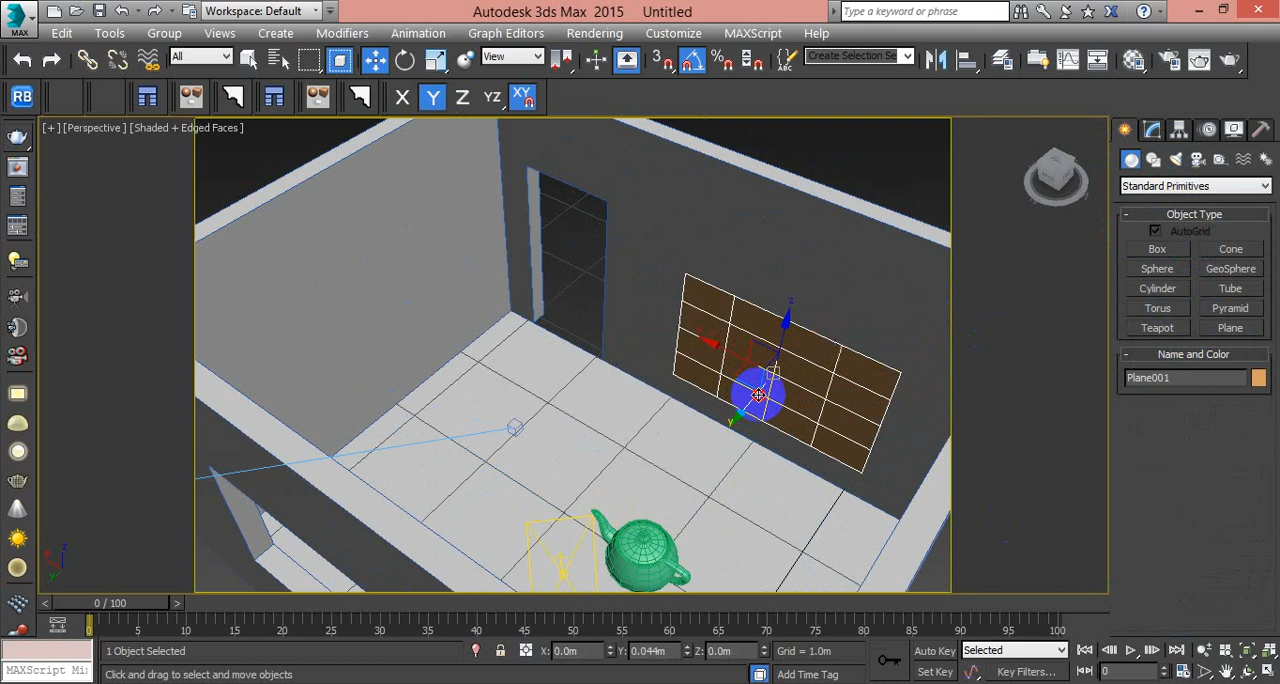 Workspace: Default
Autodesk 3ds Max 2015 Untitled
Type a keyword or phrase
MAX
Edit Tools Group Views Create Modifiers Animation Graph Editors Rendering Customize MAXScript Help
All
View
3
Create Selection Se
RB
X Y Z YZ XY
[+] [Perspective] [Shaded + Edged Faces]
Standard Primitives
- Object Type
AutoGrid
Box Cone
Sphere GeoSphere
Cylinder Tube
Torus Pyramid
Teapot Plane
- Name and Color
Plane001
z
y
z
x
y
< 0 / 100 >
0 5 10 15 20 25 30 35 40 45 50 55 60 65 70 75 80 85 90 95 100
1 Object Selected
X: 0.0m Y: 0.044m Z: 0.0m Grid = 1.0m
Auto Key Selected
MAXScript Mi
Click and drag to select and move objects
Add Time Tag
Set Key Key Filters... 0